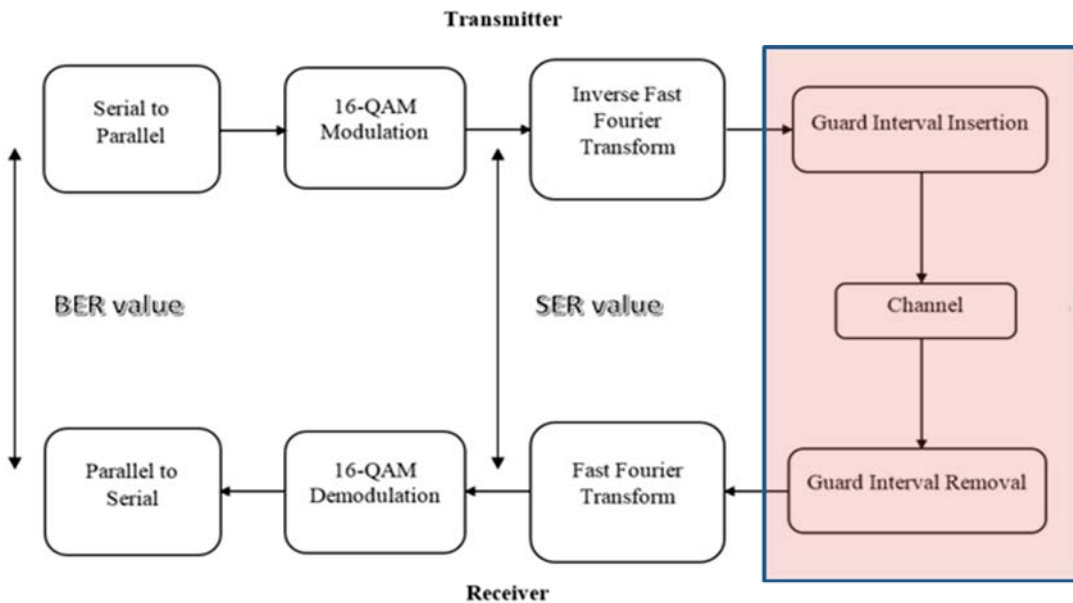 Transmitter
Serial to
Parallel
16-QAM
Modulation
Inverse Fast
Fourier
Transform
Guard Interval Insertion
BER value
SER value
Channel
Parallel to
Serial
16-QAM
Demodulation
Fast Fourier
Transform
Guard Interval Removal
Receiver